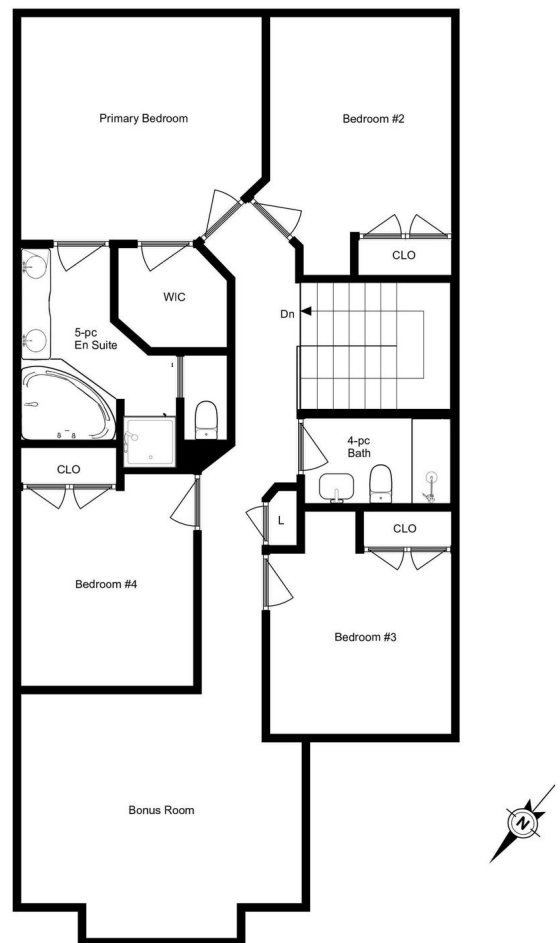 Primary Bedroom
Bedroom #2
CLO
WIC
Dn
5-pc
En Suite
4-pc
Bath
CLO
L
CLO
Bedroom #4
Bedroom #3
Bonus Room
N